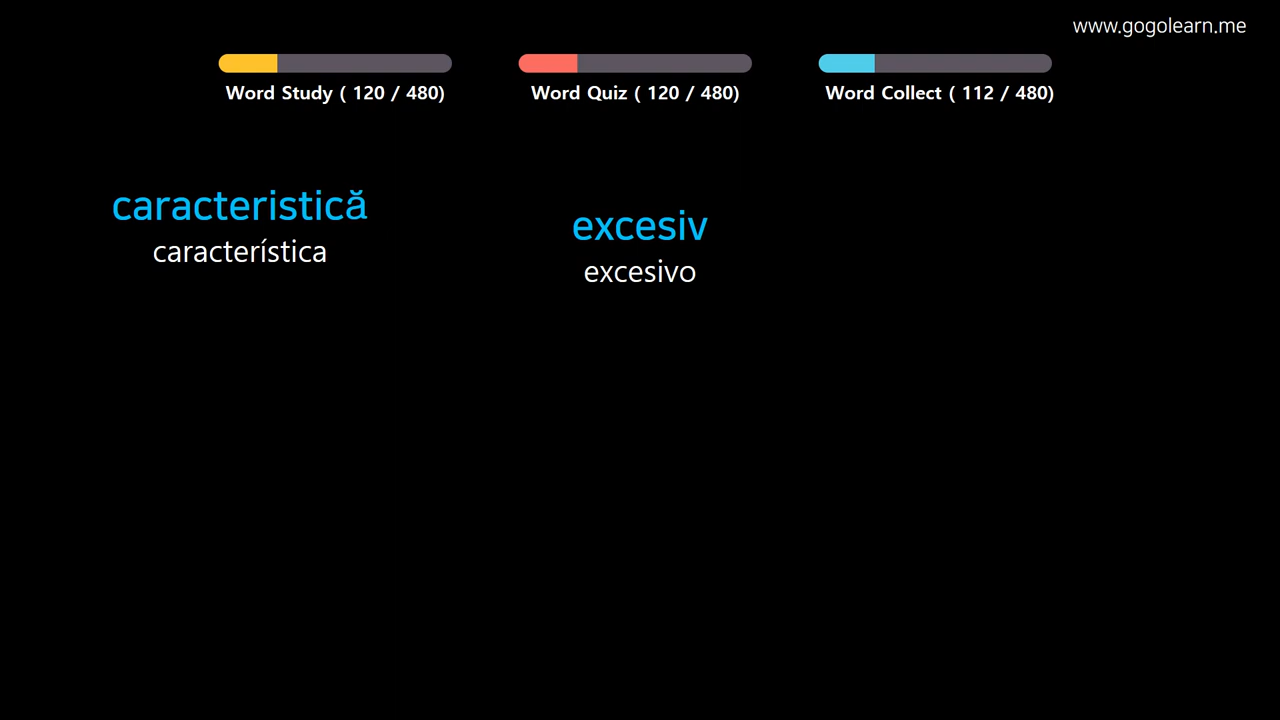 www.gogolearn.me
Word Study ( 120 / 480)
Word Quiz ( 120 / 480)
Word Collect ( 112 / 480)
caracteristică
característica
excesiv
excesivo